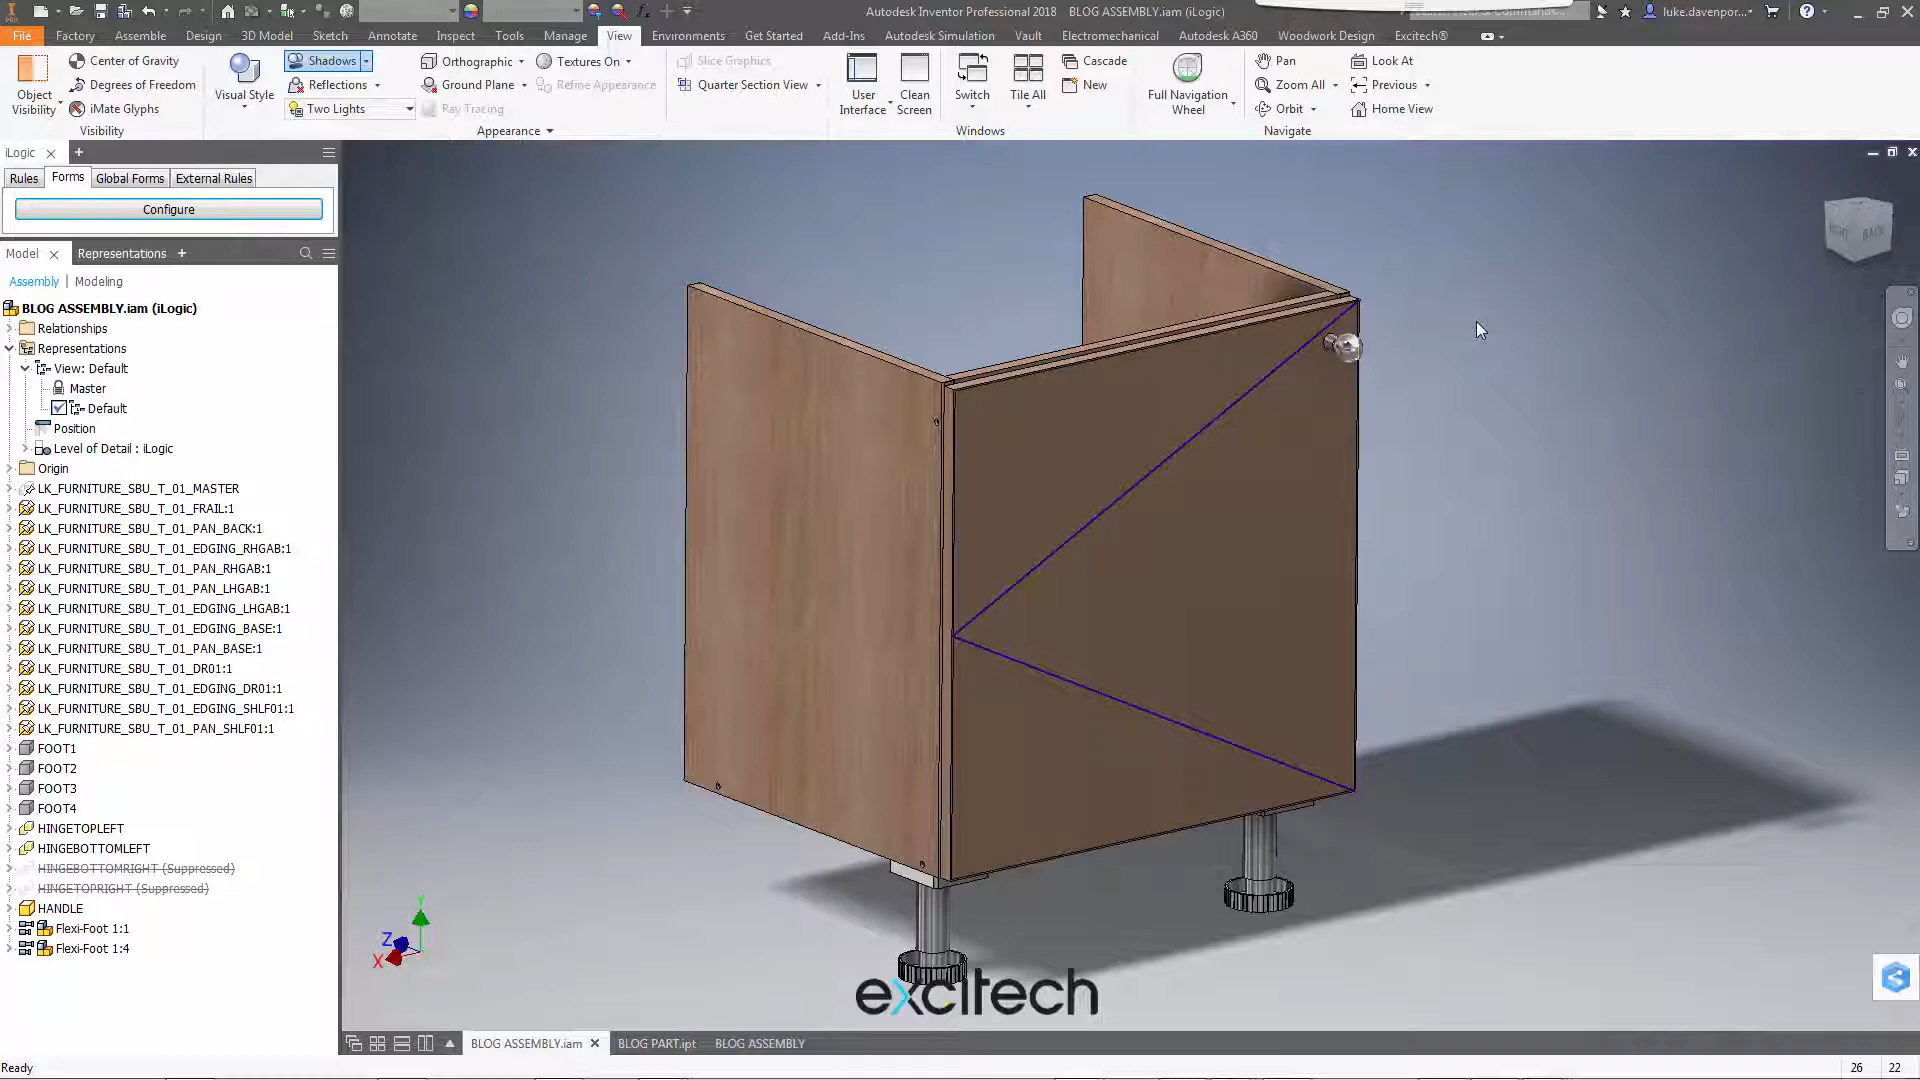 Autodesk Inventor Professional 2018 BLOG ASSEMBLY.iam (iLogic)
luke.davenpor...
File Factory Assemble Design 3D Model Sketch Annotate Inspect Tools Manage View Environments Get Started Add-Ins Autodesk Simulation Vault Electromechanical Autodesk A360 Woodwork Design Excitech®
Center of Gravity
Degrees of Freedom
iMate Glyphs
Object Visibility
Visibility
Visual Style
Shadows
Reflections
Two Lights
Orthographic
Ground Plane
Ray Tracing
Textures On
Refine Appearance
Appearance
Slice Graphics
Quarter Section View
User Interface
Clean Screen
Switch
Tile All
Cascade
New
Windows
Full Navigation Wheel
Pan
Zoom All
Orbit
Look At
Previous
Home View
Navigate
iLogic
Rules Forms Global Forms External Rules
Configure
Model Representations
Assembly | Modeling
BLOG ASSEMBLY.iam (iLogic)
Relationships
Representations
View: Default
Master
Default
Position
Level of Detail : iLogic
Origin
LK_FURNITURE_SBU_T_01_MASTER
LK_FURNITURE_SBU_T_01_FRAIL:1
LK_FURNITURE_SBU_T_01_PAN_BACK:1
LK_FURNITURE_SBU_T_01_EDGING_RHGAB:1
LK_FURNITURE_SBU_T_01_PAN_RHGAB:1
LK_FURNITURE_SBU_T_01_PAN_LHGAB:1
LK_FURNITURE_SBU_T_01_EDGING_LHGAB:1
LK_FURNITURE_SBU_T_01_EDGING_BASE:1
LK_FURNITURE_SBU_T_01_PAN_BASE:1
LK_FURNITURE_SBU_T_01_DR01:1
LK_FURNITURE_SBU_T_01_EDGING_DR01:1
LK_FURNITURE_SBU_T_01_EDGING_SHLF01:1
LK_FURNITURE_SBU_T_01_PAN_SHLF01:1
FOOT1
FOOT2
FOOT3
FOOT4
HINGETOPLEFT
HINGEBOTTOMLEFT
HINGEBOTTOMRIGHT (Suppressed)
HINGETOPRIGHT (Suppressed)
HANDLE
Flexi-Foot 1:1
Flexi-Foot 1:4
BACK
Y
Z
X
excitech
BLOG ASSEMBLY.iam BLOG PART.ipt BLOG ASSEMBLY
Ready
26 22